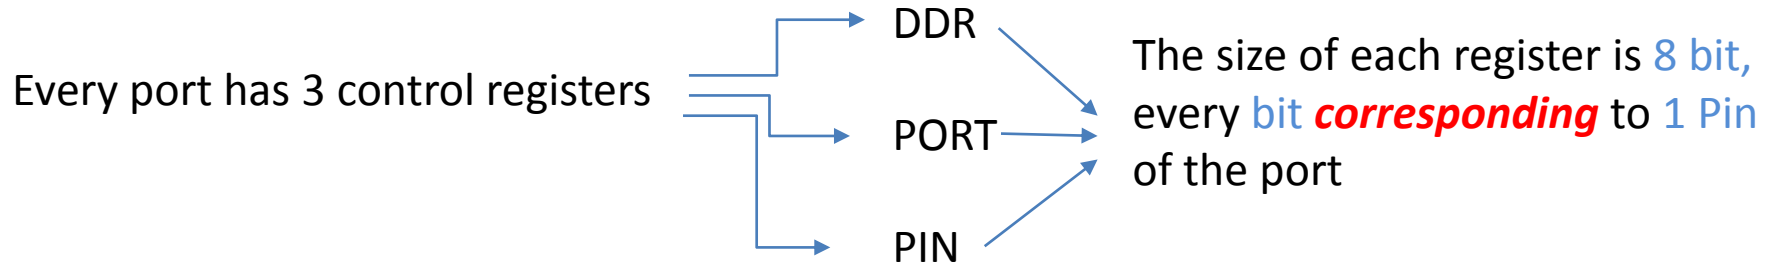 Every port has 3 control registers
DDR
PORT
PIN
The size of each register is 8 bit,
every bit corresponding to 1 Pin
of the port